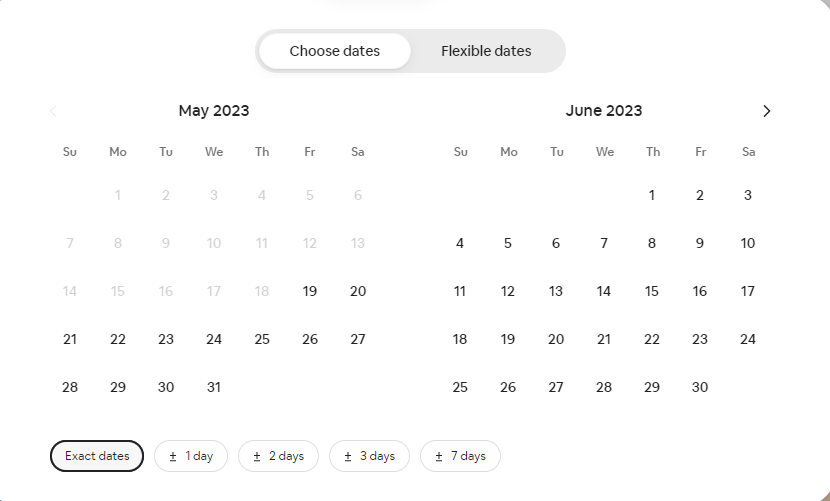 Choose dates Flexible dates
May 2023 June 2023
Su Mo Tu We Th Fr Sa Su Mo Tu We Th Fr Sa
1 2 3 4 5 6 1 2 3
7 8 9 10 11 12 13 4 5 6 7 8 9 10
14 15 16 17 18 19 20 11 12 13 14 15 16 17
21 22 23 24 25 26 27 18 19 20 21 22 23 24
28 29 30 31 25 26 27 28 29 30
Exact dates ± 1 day ± 2 days ± 3 days ± 7 days